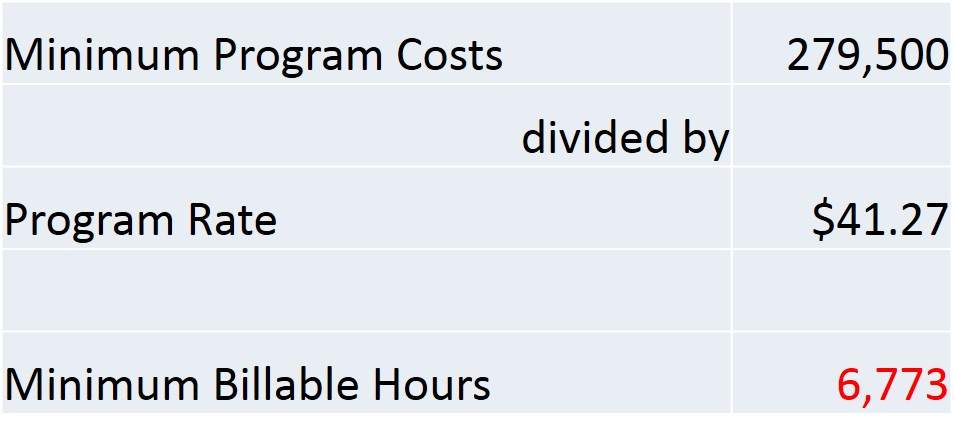 Minimum Program Costs 279,500
divided by
Program Rate $41.27
Minimum Billable Hours 6,773